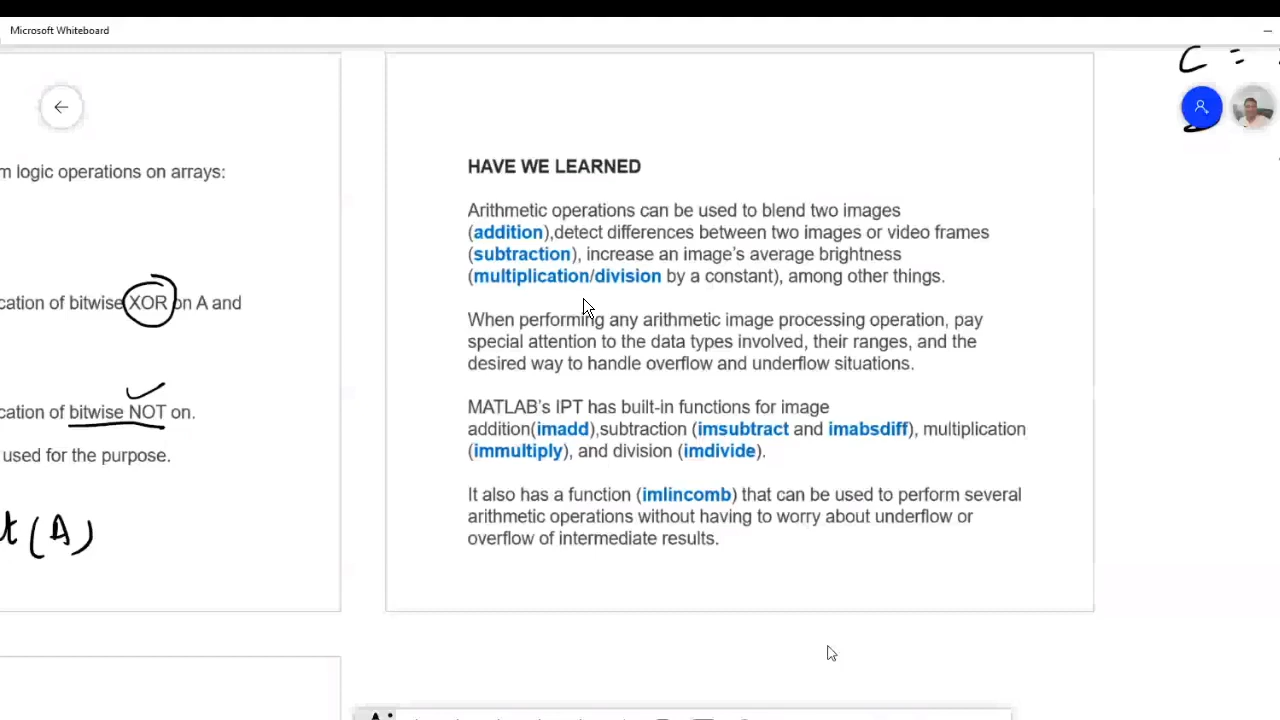 Microsoft Whiteboard
C =
m logic operations on arrays:
cation of bitwise XOR on A and
cation of bitwise NOT on.
used for the purpose.
t(A)
HAVE WE LEARNED
Arithmetic operations can be used to blend two images
(addition),detect differences between two images or video frames
(subtraction), increase an image's average brightness
(multiplication/division by a constant), among other things.
When performing any arithmetic image processing operation, pay
special attention to the data types involved, their ranges, and the
desired way to handle overflow and underflow situations.
MATLAB's IPT has built-in functions for image
addition(imadd),subtraction (imsubtract and imabsdiff), multiplication
(immultiply), and division (imdivide).
It also has a function (imlincomb) that can be used to perform several
arithmetic operations without having to worry about underflow or
overflow of intermediate results.